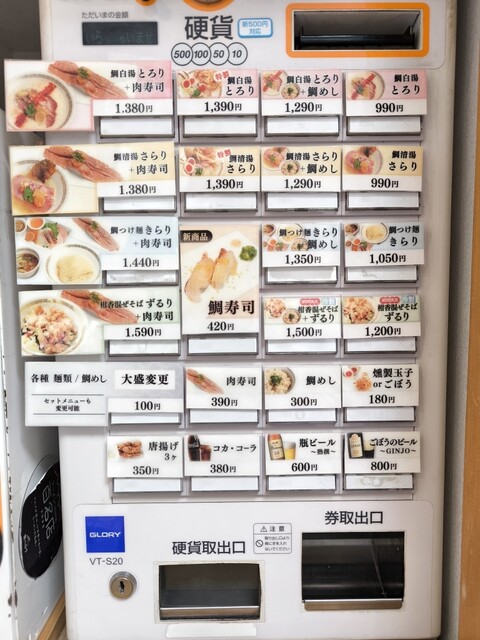 ただいまの金額
硬貨
新500円
対応
500 100 50 10
鯛白湯とろり
+肉寿司
1.380円
特製
鯛白湯
とろり
1,390円
鯛白湯とろり
+鯛めし
1,290円
鯛白湯
とろり
990円
鯛清湯さらり
+肉寿司
1.380円
特製
鯛清湯
さらり
1,390円
鯛清湯さらり
+鯛めし
1,290円
鯛清湯
さらり
990円
鯛つけ麺きらり
+肉寿司
1,440円
新商品
鯛寿司
420円
鯛つけ麺きらり
鯛めし
1,350円
鯛つけ麺
きらり
1,050円
柑香混ぜそば ずるり
+肉寿司
1.590円
柑香混ぜそば
ずるり
1,500円
柑香混ぜそば
ずるり
1,200円
各種 麺類/鯛めし
セットメニューも
変更可能
大盛変更
100円
肉寿司
390円
鯛めし
300円
燻製玉子
orごぼう
180円
唐揚げ
3ヶ
350円
コカ・コーラ
380円
瓶ビール
～熱撰～
600円
ごぼうのビール
～GINJO～
800円
GLORY
VT-S20
硬貨取出口
注意
券取出口